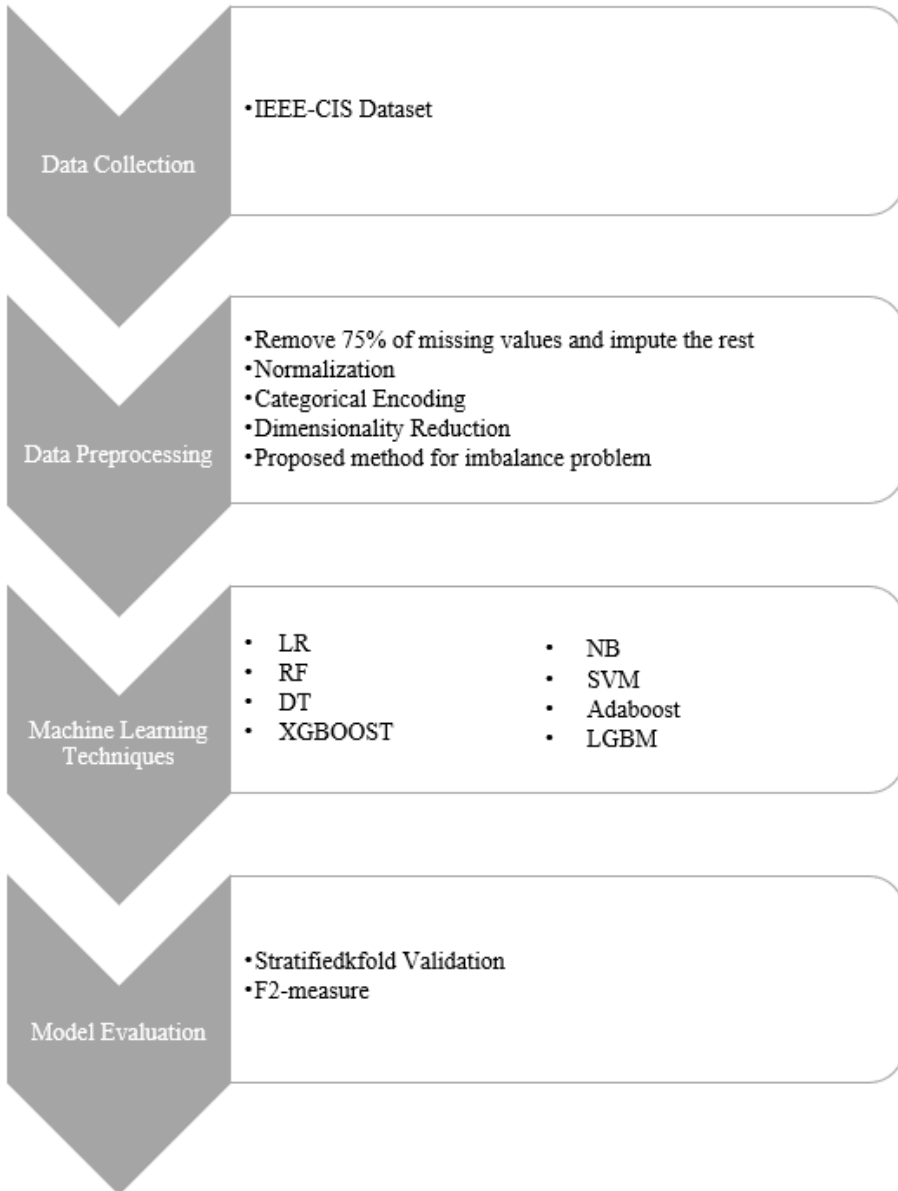 Data Collection
•IEEE-CIS Dataset
Data Preprocessing
•Remove 75% of missing values and impute the rest
•Normalization
•Categorical Encoding
•Dimensionality Reduction
•Proposed method for imbalance problem
Machine Learning
Techniques
• LR
• RF
• DT
• XGBOOST
• NB
• SVM
• Adaboost
• LGBM
Model Evaluation
•Stratifiedkfold Validation
•F2-measure